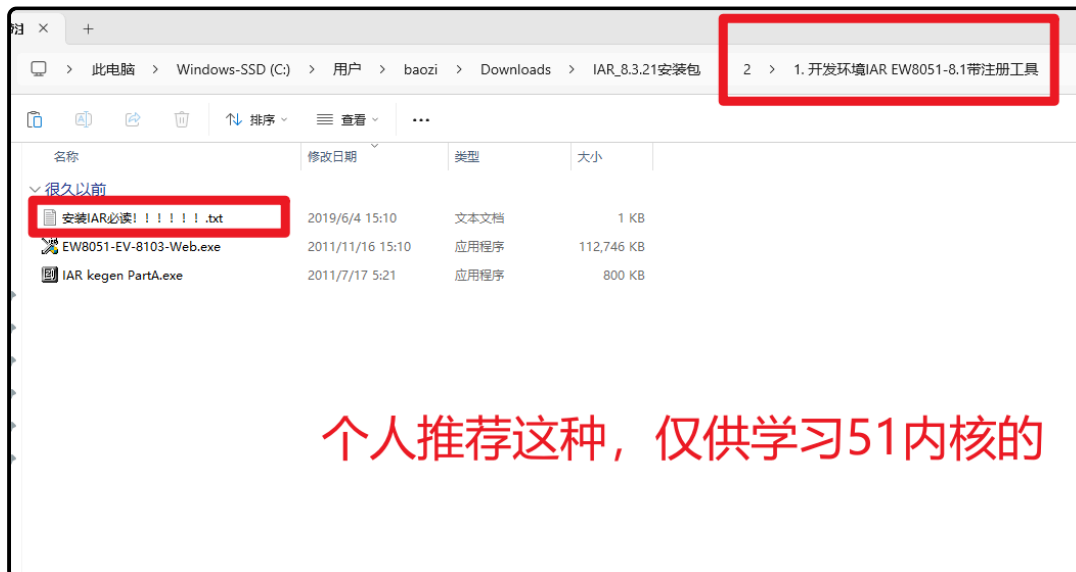 此电脑 > Windows-SSD (C:) > 用户 > baozi > Downloads > IAR_8.3.21安装包 2 > 1. 开发环境IAR EW8051-8.1带注册工具
排序 查看 ...
名称 修改日期 类型 大小
很久以前
安装IAR必读！！！！！！.txt 2019/6/4 15:10 文本文档 1 KB
EW8051-EV-8103-Web.exe 2011/11/16 15:10 应用程序 112,746 KB
IAR kegen PartA.exe 2011/7/17 5:21 应用程序 800 KB
个人推荐这种，仅供学习51内核的